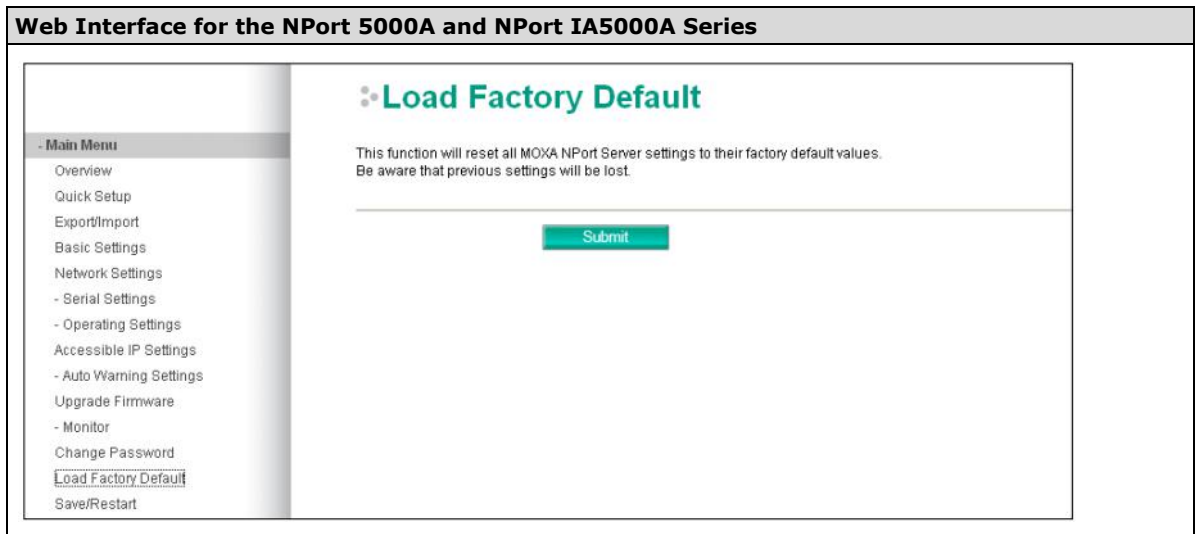 Web Interface for the NPort 5000A and NPort IA5000A Series
Load Factory Default
This function will reset all MOXA NPort Server settings to their factory default values.
Be aware that previous settings will be lost.
Submit
- Main Menu
Overview
Quick Setup
Export/Import
Basic Settings
Network Settings
- Serial Settings
- Operating Settings
Accessible IP Settings
- Auto Warning Settings
Upgrade Firmware
- Monitor
Change Password
Load Factory Default
Save/Restart